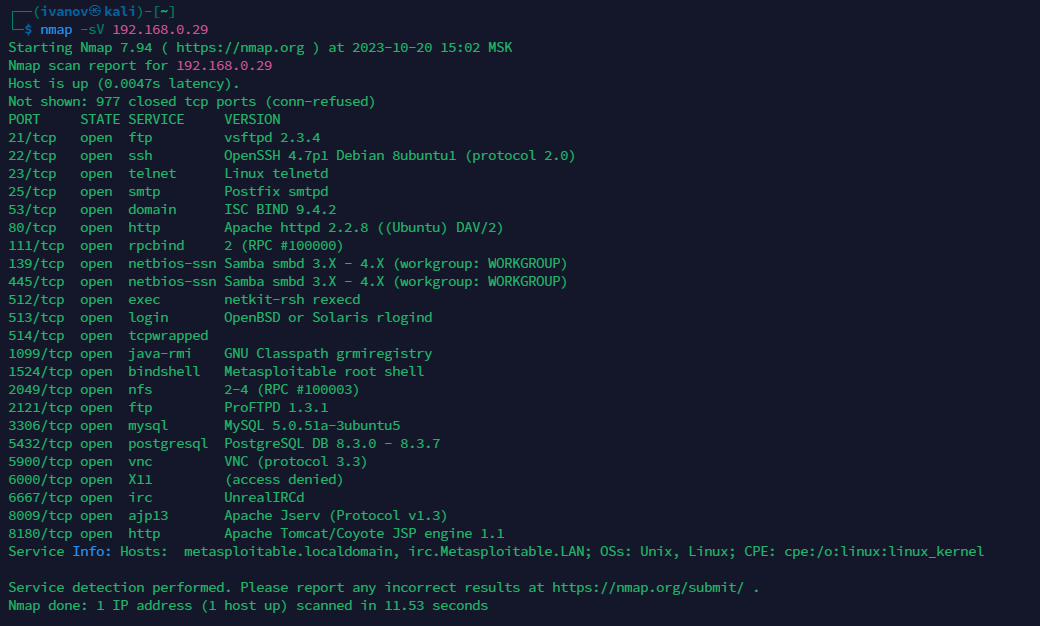 ┌──(ivanov㉿kali)-[~]
└─$ nmap -sV 192.168.0.29
Starting Nmap 7.94 ( https://nmap.org ) at 2023-10-20 15:02 MSK
Nmap scan report for 192.168.0.29
Host is up (0.0047s latency).
Not shown: 977 closed tcp ports (conn-refused)
PORT     STATE SERVICE     VERSION
21/tcp   open  ftp         vsftpd 2.3.4
22/tcp   open  ssh         OpenSSH 4.7p1 Debian 8ubuntu1 (protocol 2.0)
23/tcp   open  telnet      Linux telnetd
25/tcp   open  smtp        Postfix smtpd
53/tcp   open  domain      ISC BIND 9.4.2
80/tcp   open  http        Apache httpd 2.2.8 ((Ubuntu) DAV/2)
111/tcp  open  rpcbind     2 (RPC #100000)
139/tcp  open  netbios-ssn Samba smbd 3.X - 4.X (workgroup: WORKGROUP)
445/tcp  open  netbios-ssn Samba smbd 3.X - 4.X (workgroup: WORKGROUP)
512/tcp  open  exec        netkit-rsh rexecd
513/tcp  open  login       OpenBSD or Solaris rlogind
514/tcp  open  tcpwrapped
1099/tcp open  java-rmi    GNU Classpath grmiregistry
1524/tcp open  bindshell   Metasploitable root shell
2049/tcp open  nfs         2-4 (RPC #100003)
2121/tcp open  ftp         ProFTPD 1.3.1
3306/tcp open  mysql       MySQL 5.0.51a-3ubuntu5
5432/tcp open  postgresql  PostgreSQL DB 8.3.0 - 8.3.7
5900/tcp open  vnc         VNC (protocol 3.3)
6000/tcp open  X11         (access denied)
6667/tcp open  irc         UnrealIRCd
8009/tcp open  ajp13       Apache Jserv (Protocol v1.3)
8180/tcp open  http        Apache Tomcat/Coyote JSP engine 1.1
Service Info: Hosts:  metasploitable.localdomain, irc.Metasploitable.LAN; OSs: Unix, Linux; CPE: cpe:/o:linux:linux_kernel
Service detection performed. Please report any incorrect results at https://nmap.org/submit/ .
Nmap done: 1 IP address (1 host up) scanned in 11.53 seconds